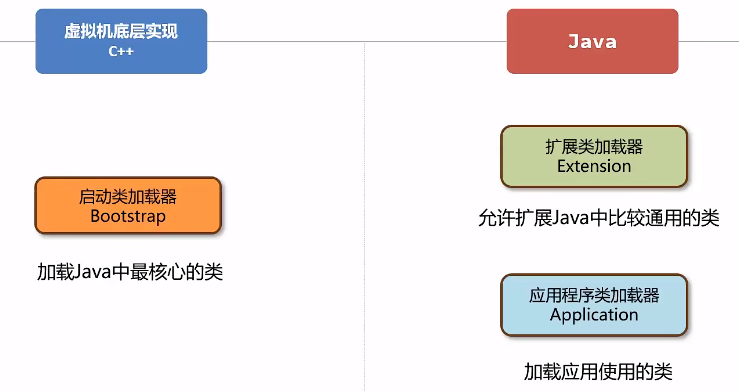 虚拟机底层实现
C++
Java
启动类加载器
Bootstrap
加载Java中最核心的类
扩展类加载器
Extension
允许扩展Java中比较通用的类
应用程序类加载器
Application
加载应用使用的类